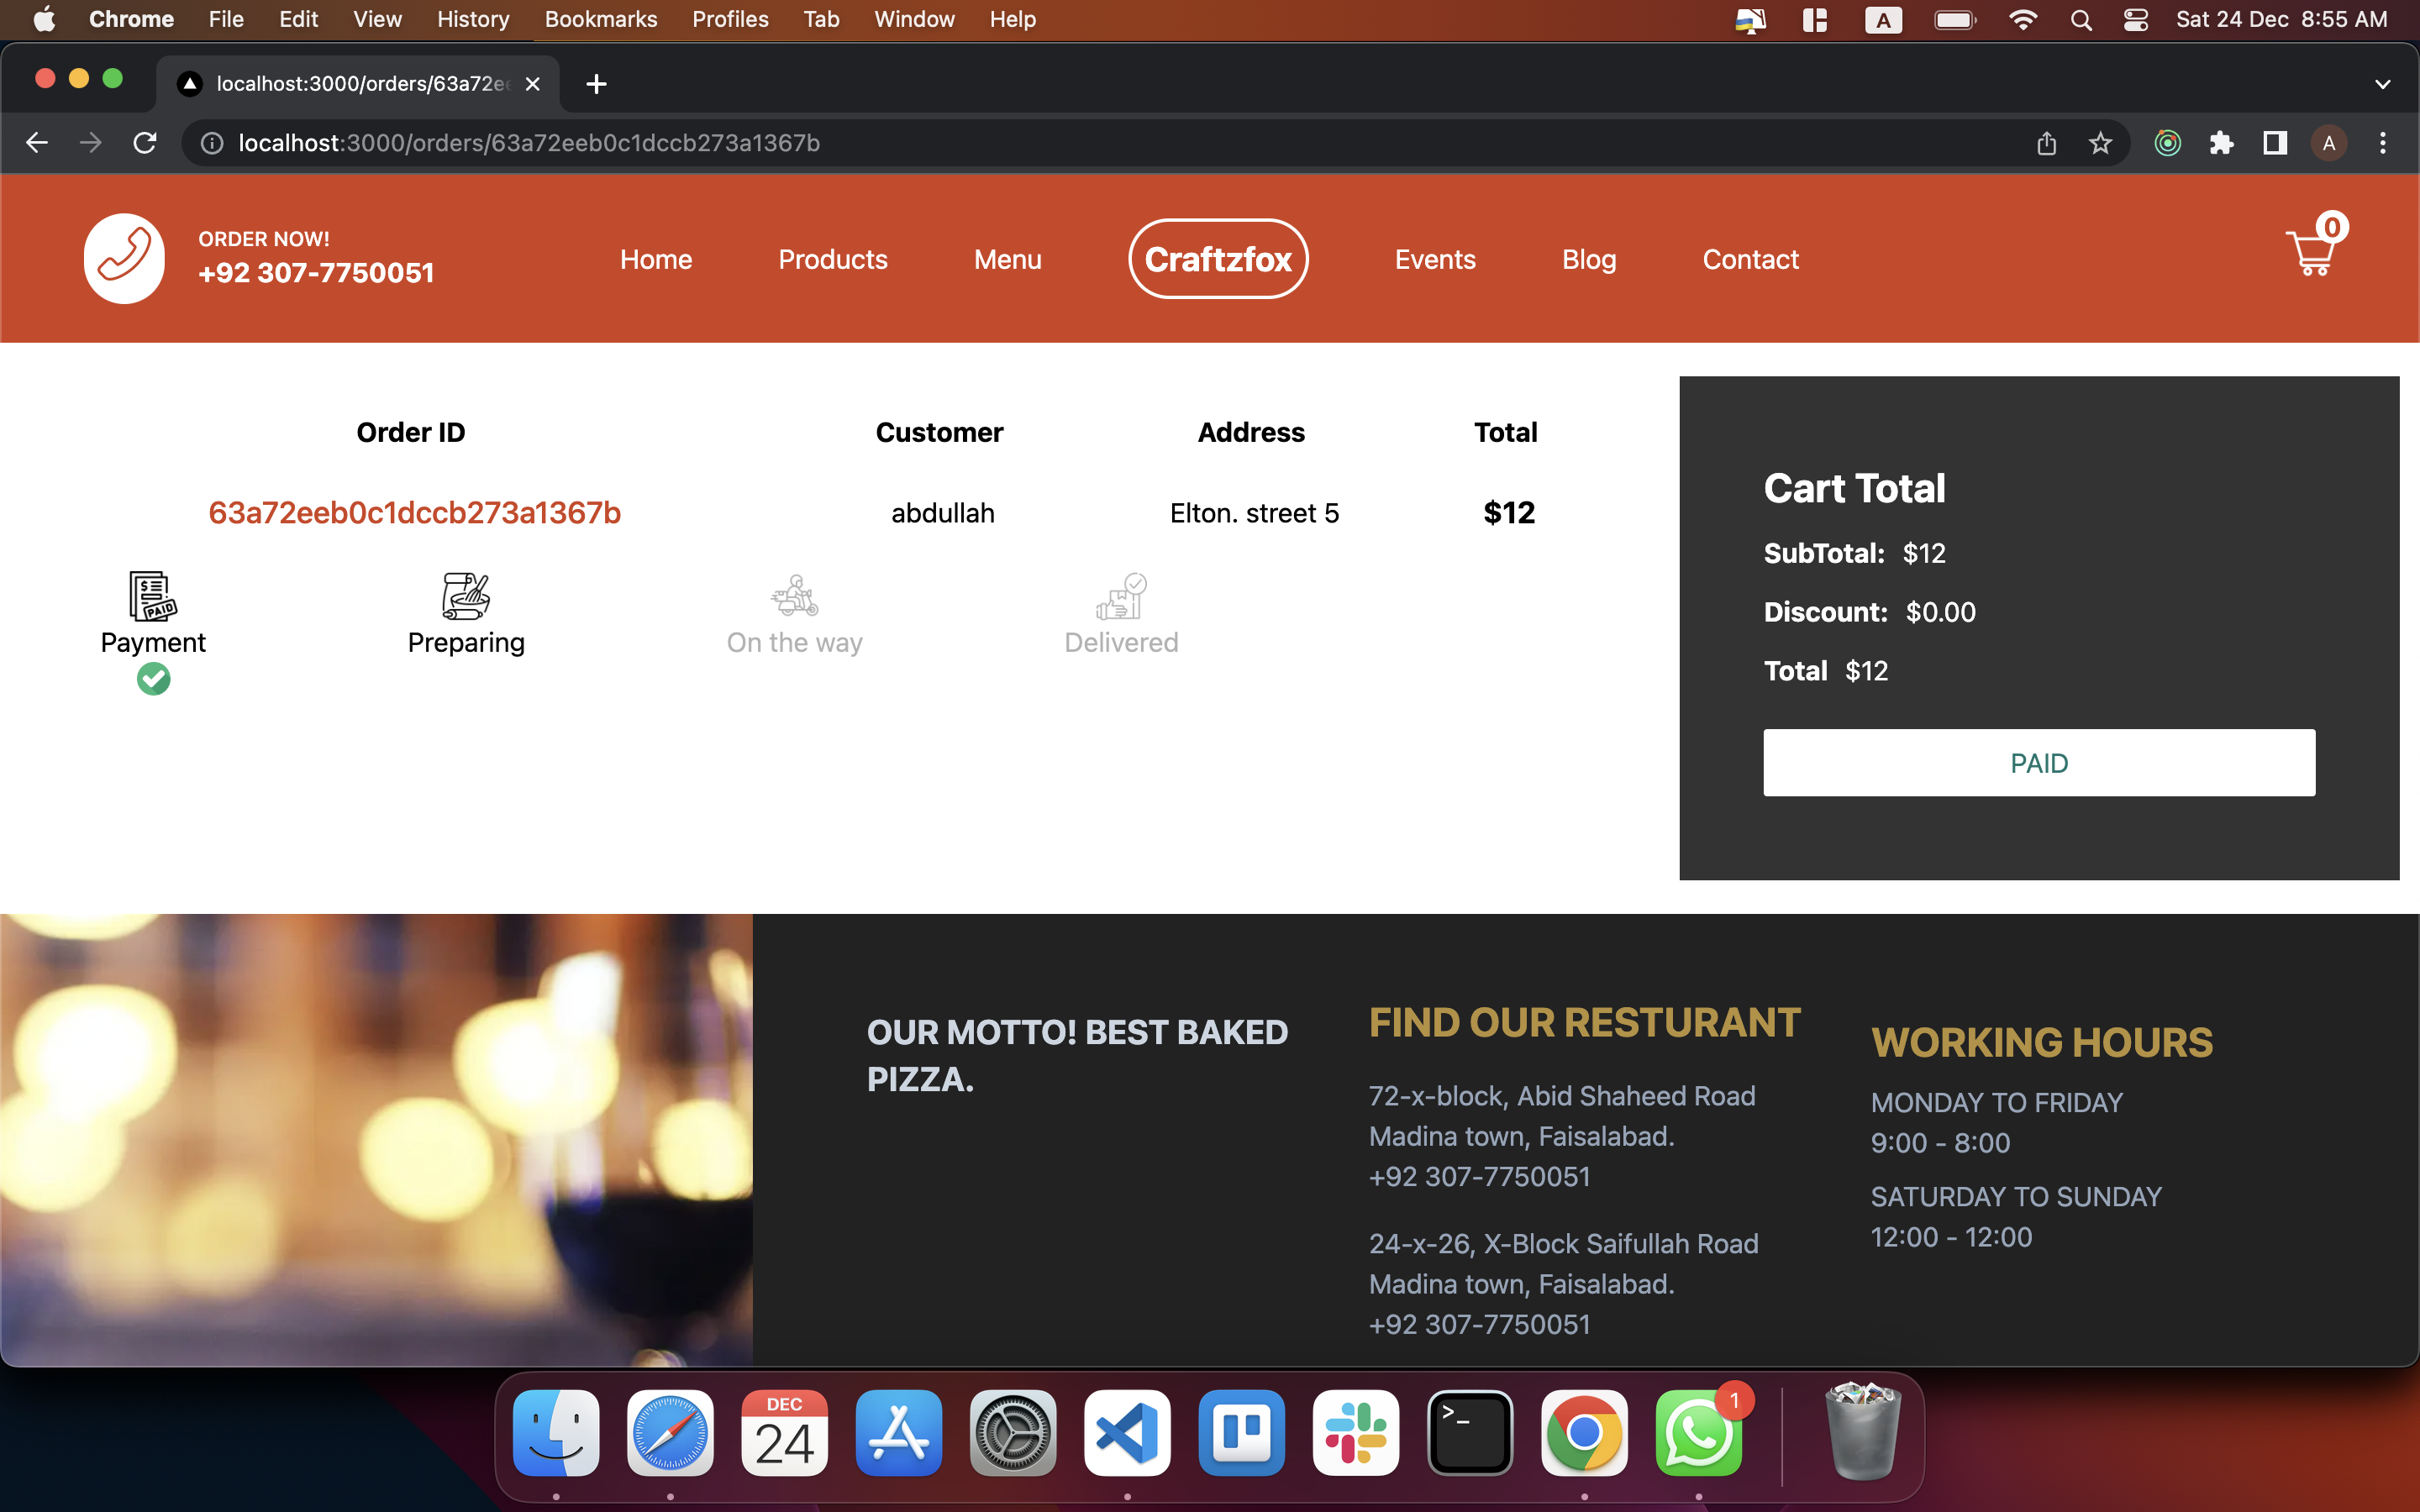 Chrome File Edit View History Bookmarks Profiles Tab Window Help A Sat 24 Dec 8:55 AM
localhost:3000/orders/63a72ee
localhost:3000/orders/63a72eeb0c1dccb273a1367b A
ORDER NOW!
+92 307-7750051
Home Products Menu Craftzfox Events Blog Contact
0
Order ID Customer Address Total
63a72eeb0c1dccb273a1367b abdullah Elton. street 5 $12
PAID
Payment Preparing On the way Delivered
Cart Total
SubTotal: $12
Discount: $0.00
Total $12
PAID
OUR MOTTO! BEST BAKED
PIZZA.
FIND OUR RESTURANT
72-x-block, Abid Shaheed Road
Madina town, Faisalabad.
+92 307-7750051
24-x-26, X-Block Saifullah Road
Madina town, Faisalabad.
+92 307-7750051
WORKING HOURS
MONDAY TO FRIDAY
9:00 - 8:00
SATURDAY TO SUNDAY
12:00 - 12:00
DEC
24
>_
1